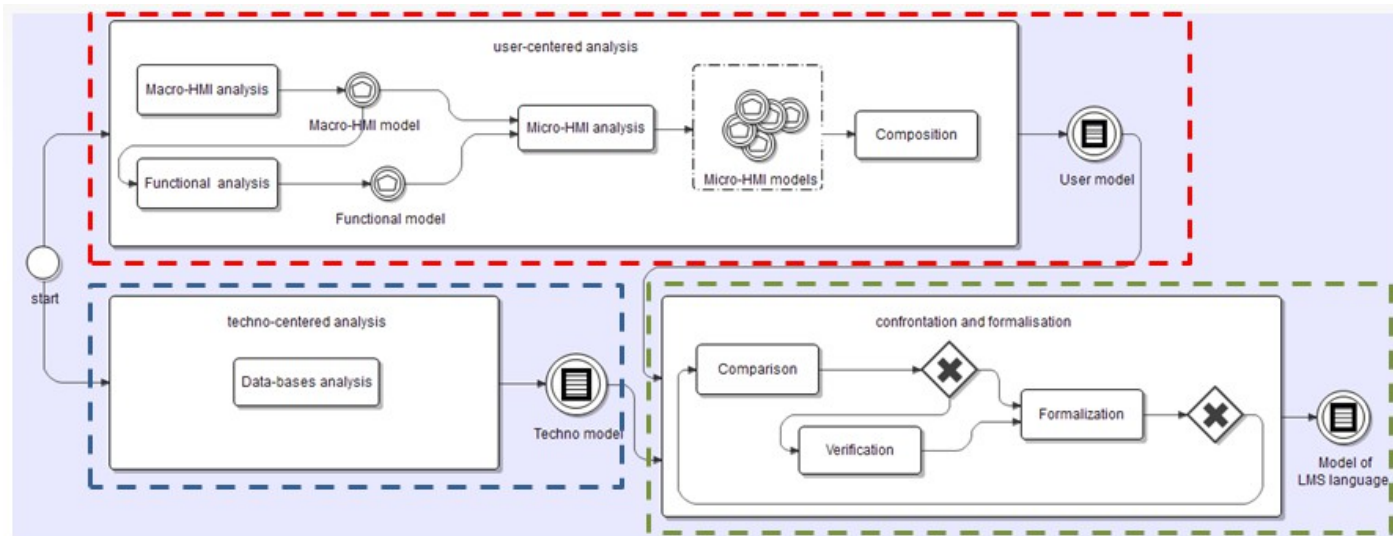 user-centered analysis
Macro-HMI analysis
Macro-HMI model
Functional analysis
Functional model
Micro-HMI analysis
Micro-HMI models
Composition
User model
start
techno-centered analysis
Data-bases analysis
Techno model
confrontation and formalisation
Comparison
Verification
Formalization
Model of
LMS language